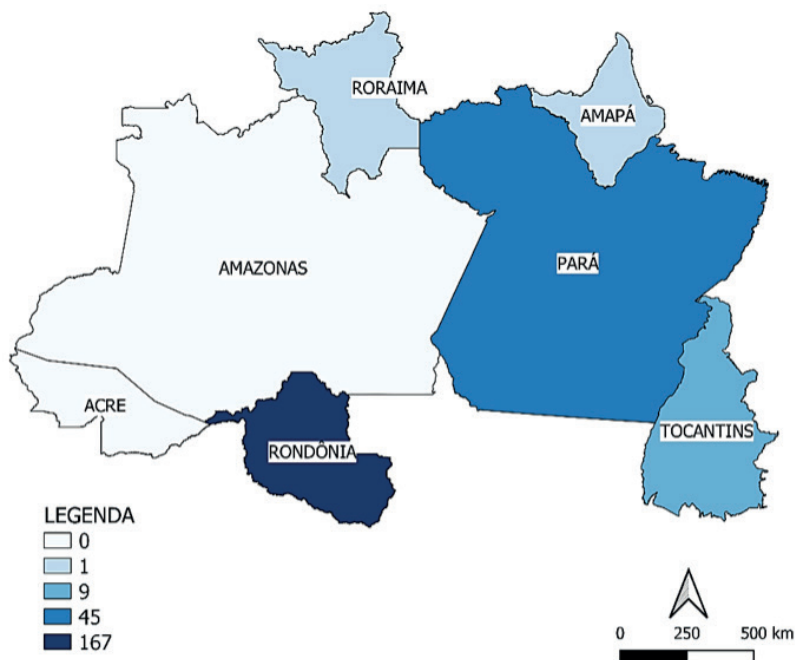 RORAIMA
AMAPÁ
AMAZONAS
PARÁ
ACRE
RONDÔNIA
TOCANTINS
LEGENDA
0
1
9
45
167
0 250 500 km